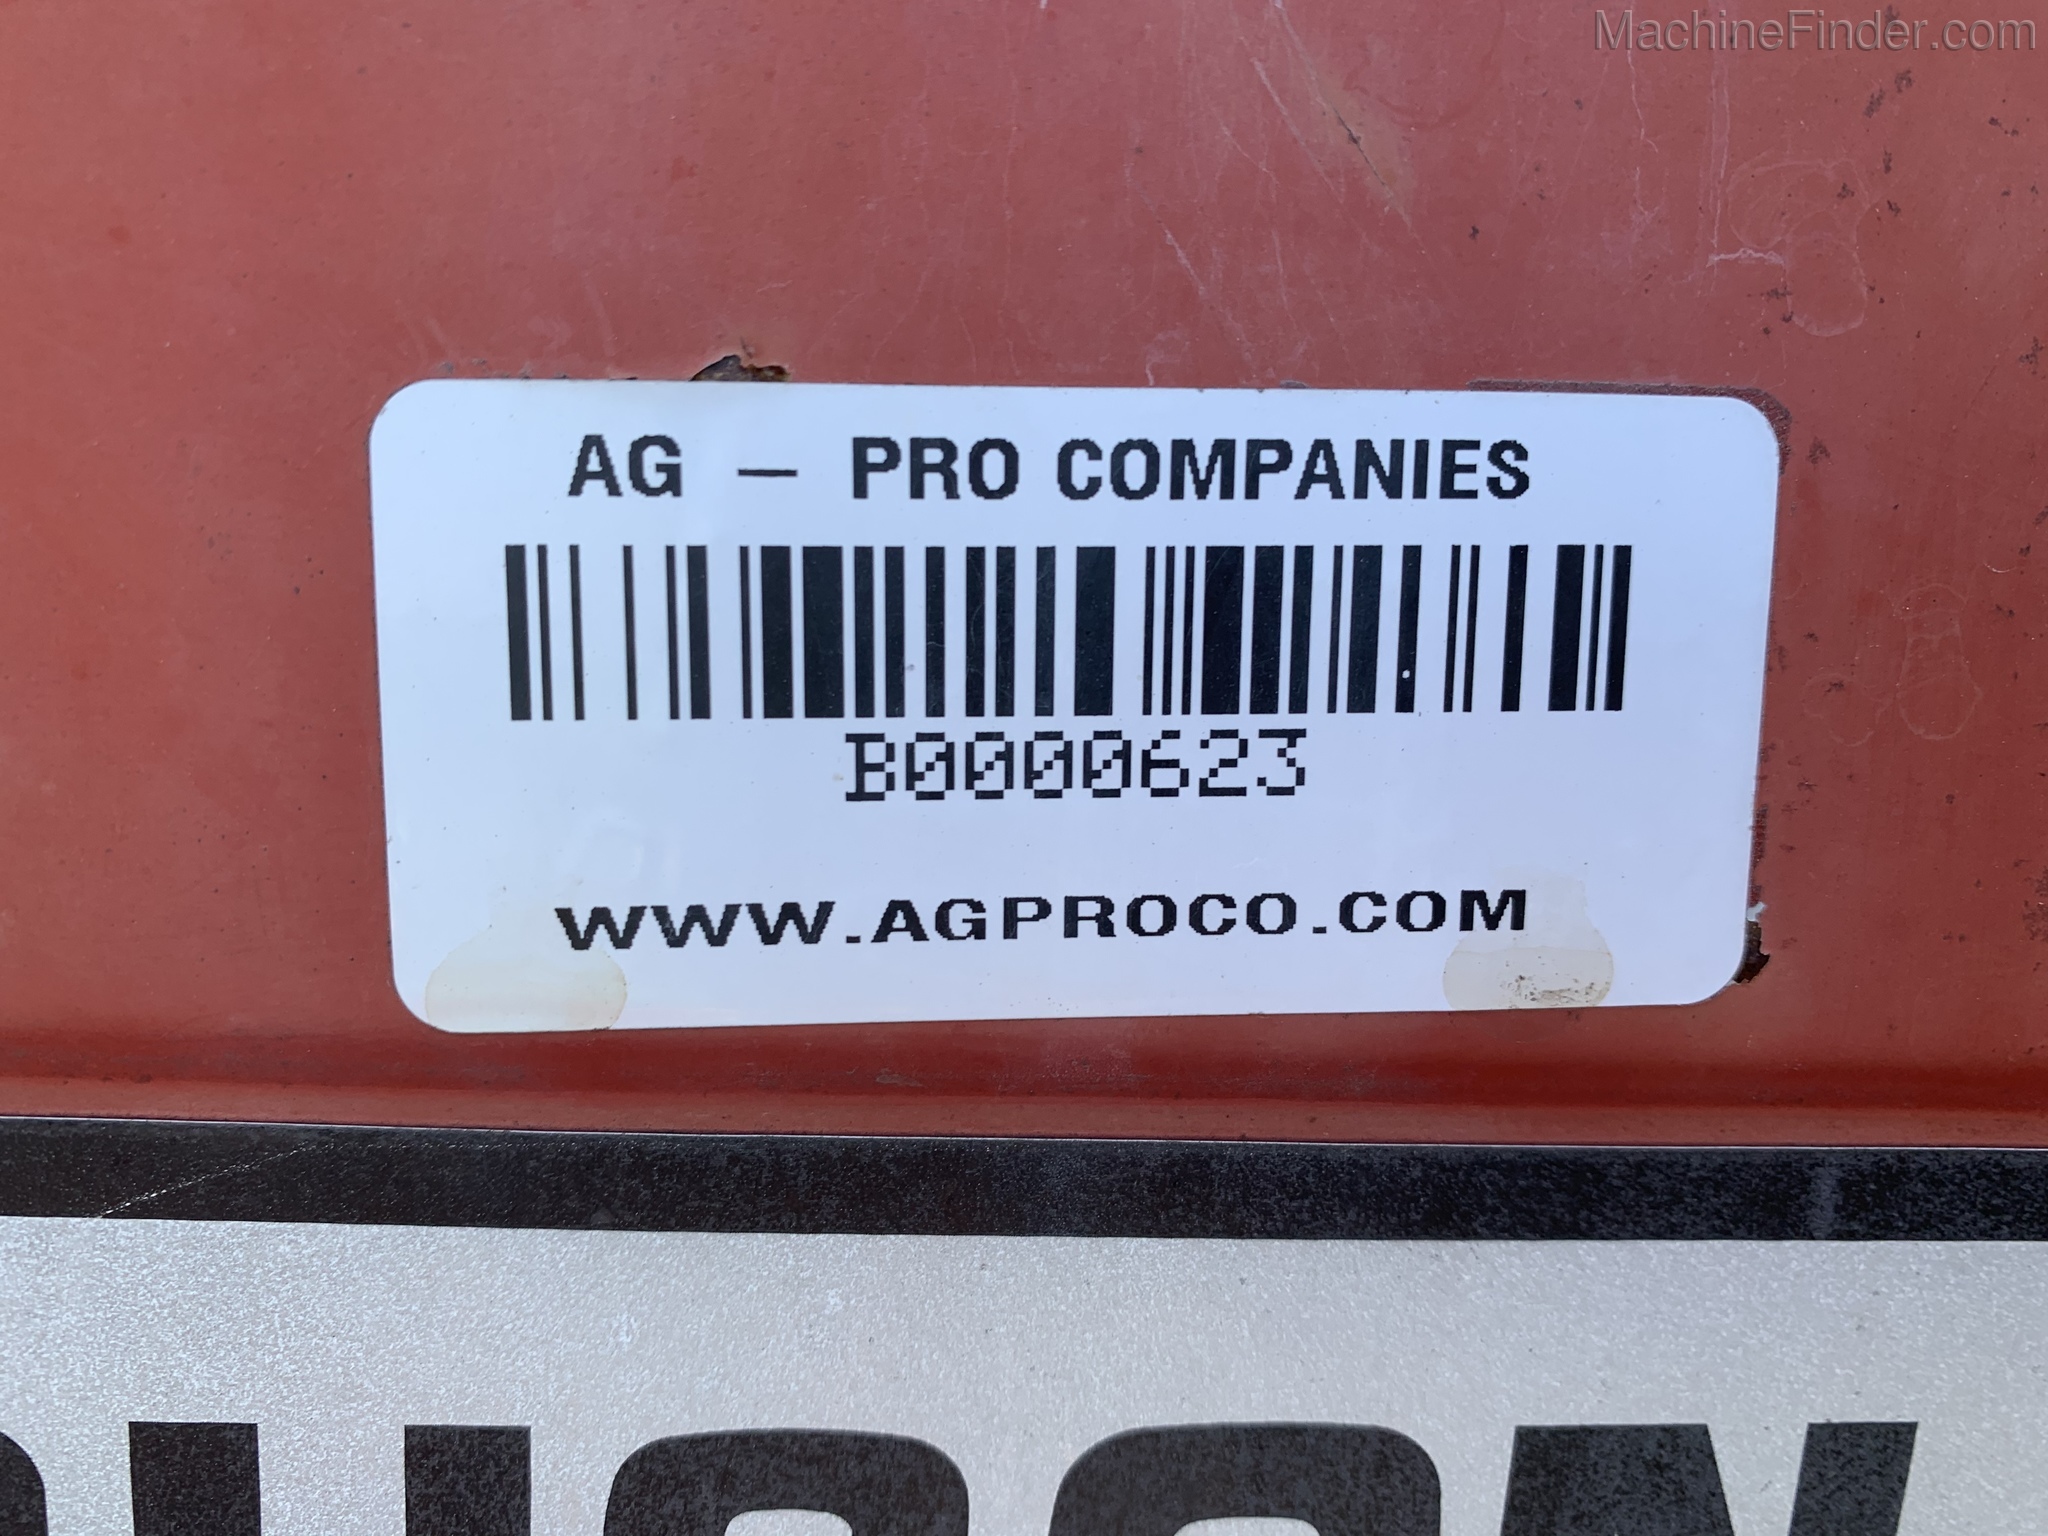 MachineFinder.com
AG - PRO COMPANIES
B0000623
WWW.AGPROCO.COM